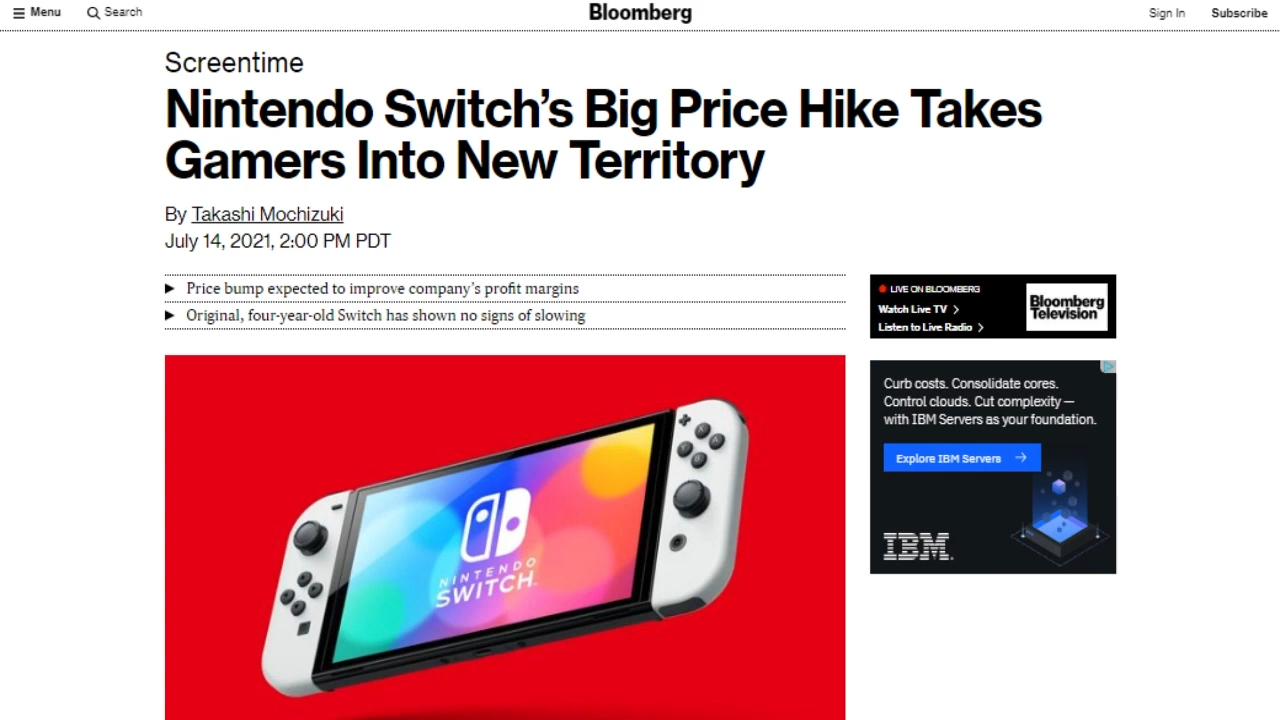 Menu
Search
Bloomberg
Sign In
Subscribe
Screentime
Nintendo Switch’s Big Price Hike Takes
Gamers Into New Territory
By Takashi Mochizuki
July 14, 2021, 2:00 PM PDT
Price bump expected to improve company’s profit margins
Original, four-year-old Switch has shown no signs of slowing
LIVE ON BLOOMBERG
Watch Live TV
Listen to Live Radio
Bloomberg
Television
Curb costs. Consolidate cores.
Control clouds. Cut complexity —
with IBM Servers as your foundation.
Explore IBM Servers
IBM.
NINTENDO
SWITCH™